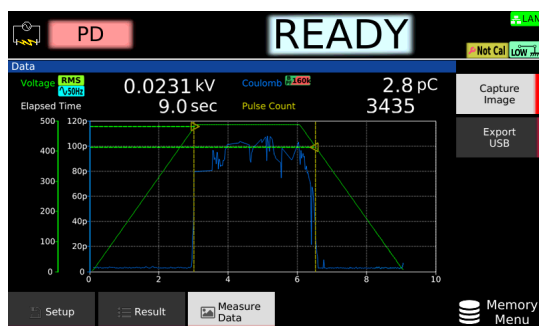 PD
READY
LAN
Not Cal
LOW
Data
Voltage RMS 50Hz 0.0231 kV
Coulomb 160k 2.8 pC
Elapsed Time 9.0 sec
Pulse Count 3435
Capture Image
Export USB
500 120p
100p
400
80p
300
60p
200
40p
100
20p
0 0
0 2 4 6 8 10
Setup
Result
Measure Data
Memory Menu